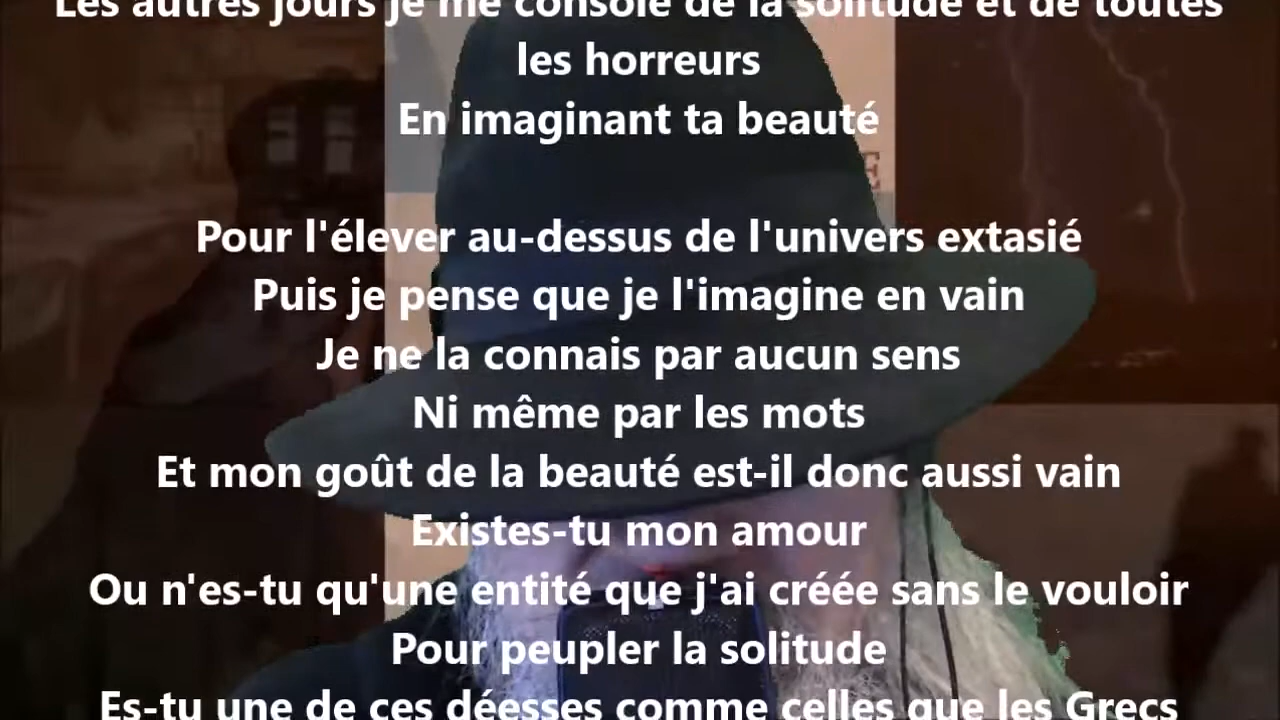 Les autres jours je me console de la solitude et de toutes
les horreurs
En imaginant ta beauté
Pour l'élever au-dessus de l'univers extasié
Puis je pense que je l'imagine en vain
Je ne la connais par aucun sens
Ni même par les mots
Et mon goût de la beauté est-il donc aussi vain
Existes-tu mon amour
Ou n'es-tu qu'une entité que j'ai créée sans le vouloir
Pour peupler la solitude
Es-tu une de ces déesses comme celles que les Grecs